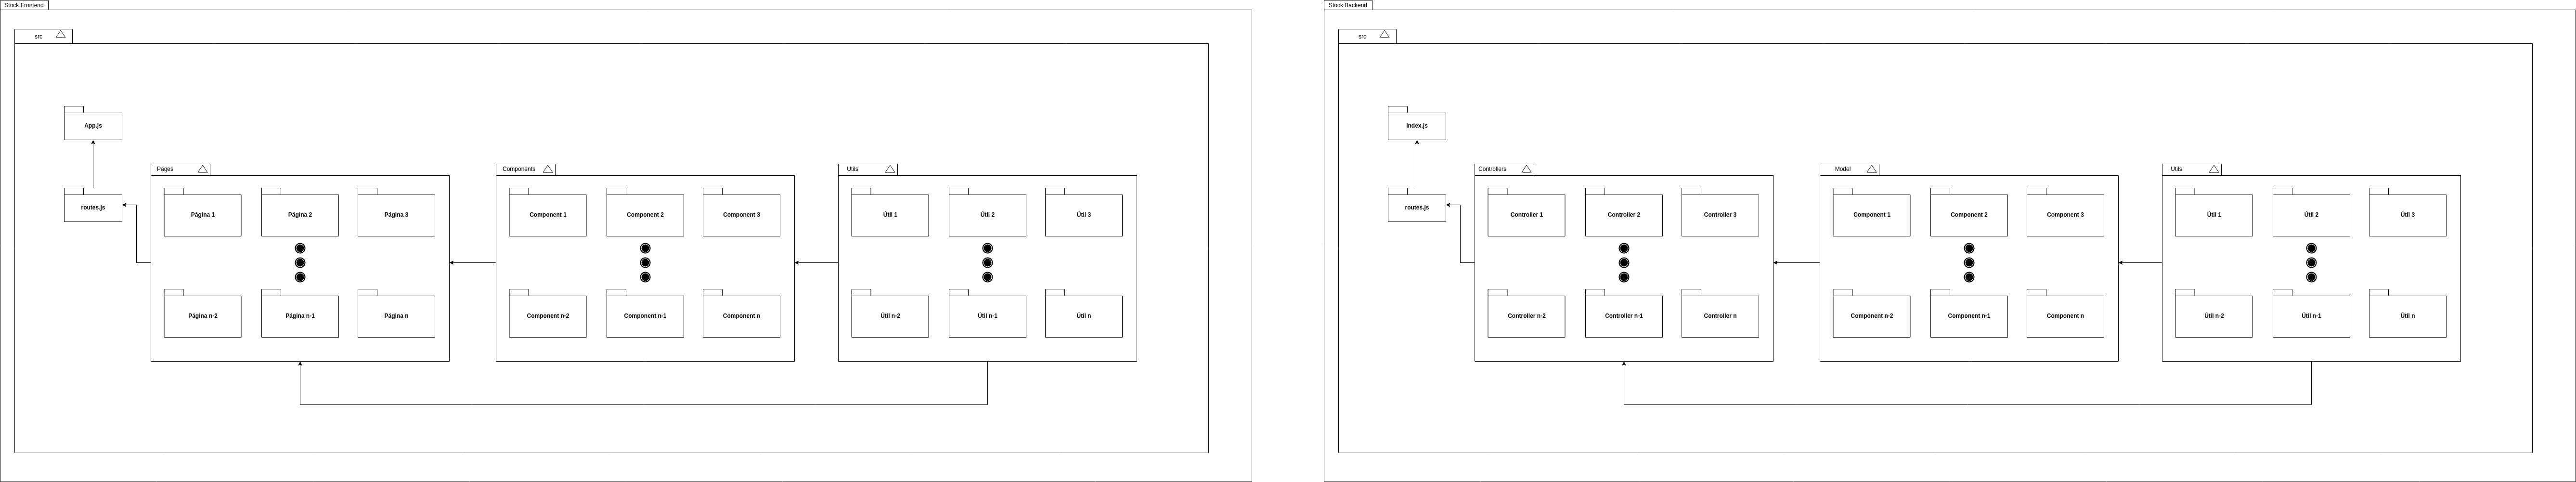 Stock Frontend
src
App.js
routes.js
Pages
Página 1
Página 2
Página 3
Página n-2
Página n-1
Página n
Components
Component 1
Component 2
Component 3
Component n-2
Component n-1
Component n
Utils
Útil 1
Útil 2
Útil 3
Útil n-2
Útil n-1
Útil n
Stock Backend
src
Index.js
routes.js
Controllers
Controller 1
Controller 2
Controller 3
Controller n-2
Controller n-1
Controller n
Model
Component 1
Component 2
Component 3
Component n-2
Component n-1
Component n
Utils
Útil 1
Útil 2
Útil 3
Útil n-2
Útil n-1
Útil n